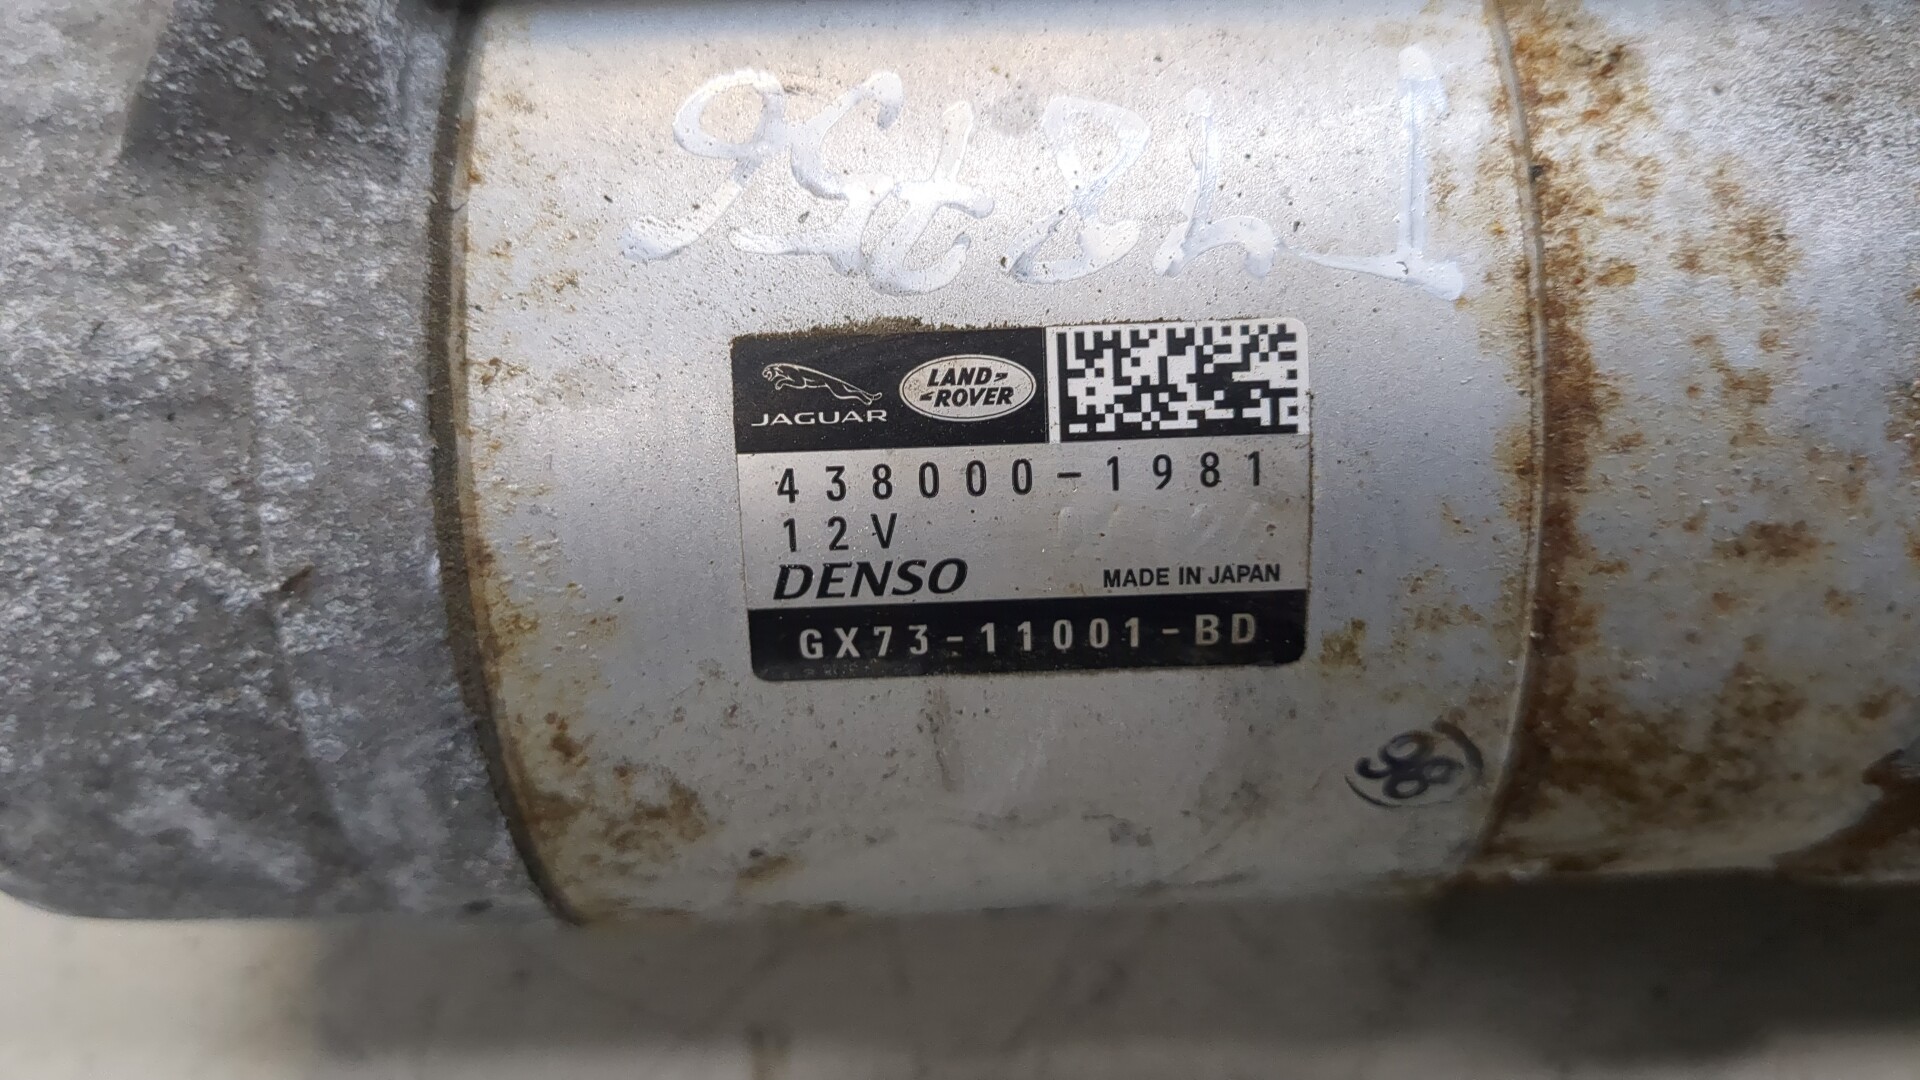 JAGUAR
LAND-
-ROVER
438000-1981
12V
DENSO MADE IN JAPAN
GX73-11001-BD